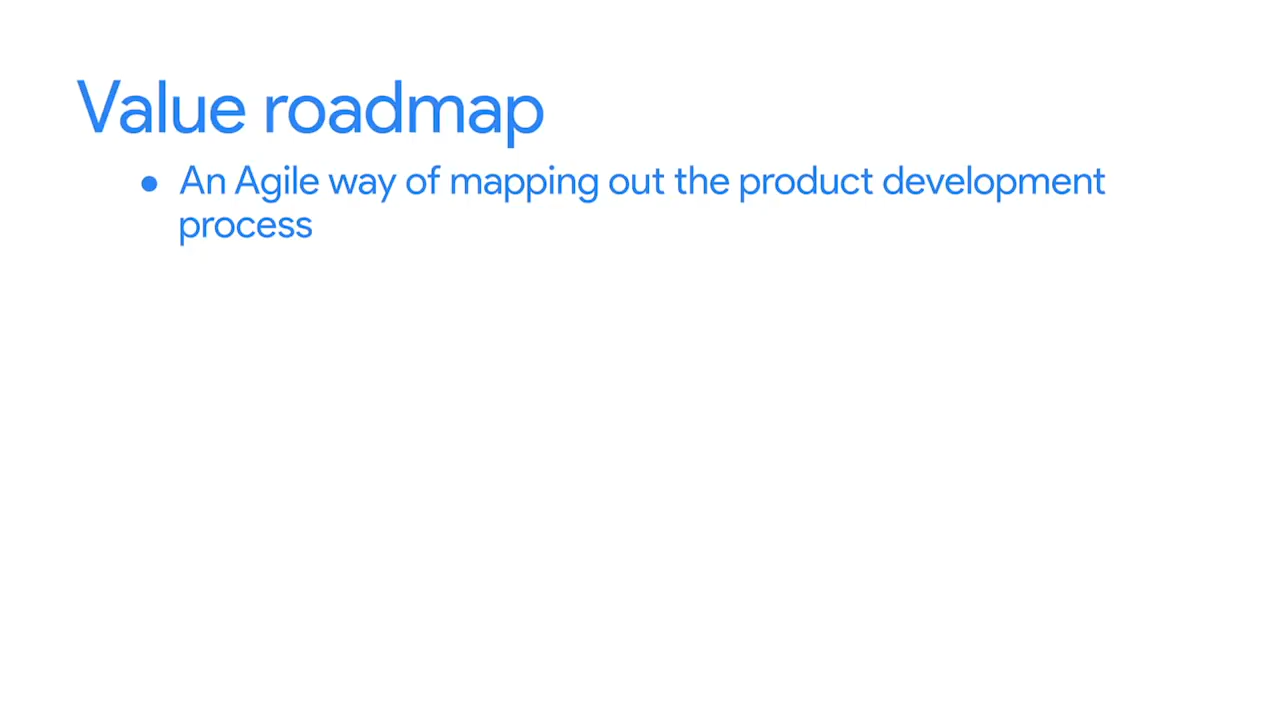 Value roadmap
● An Agile way of mapping out the product development
process